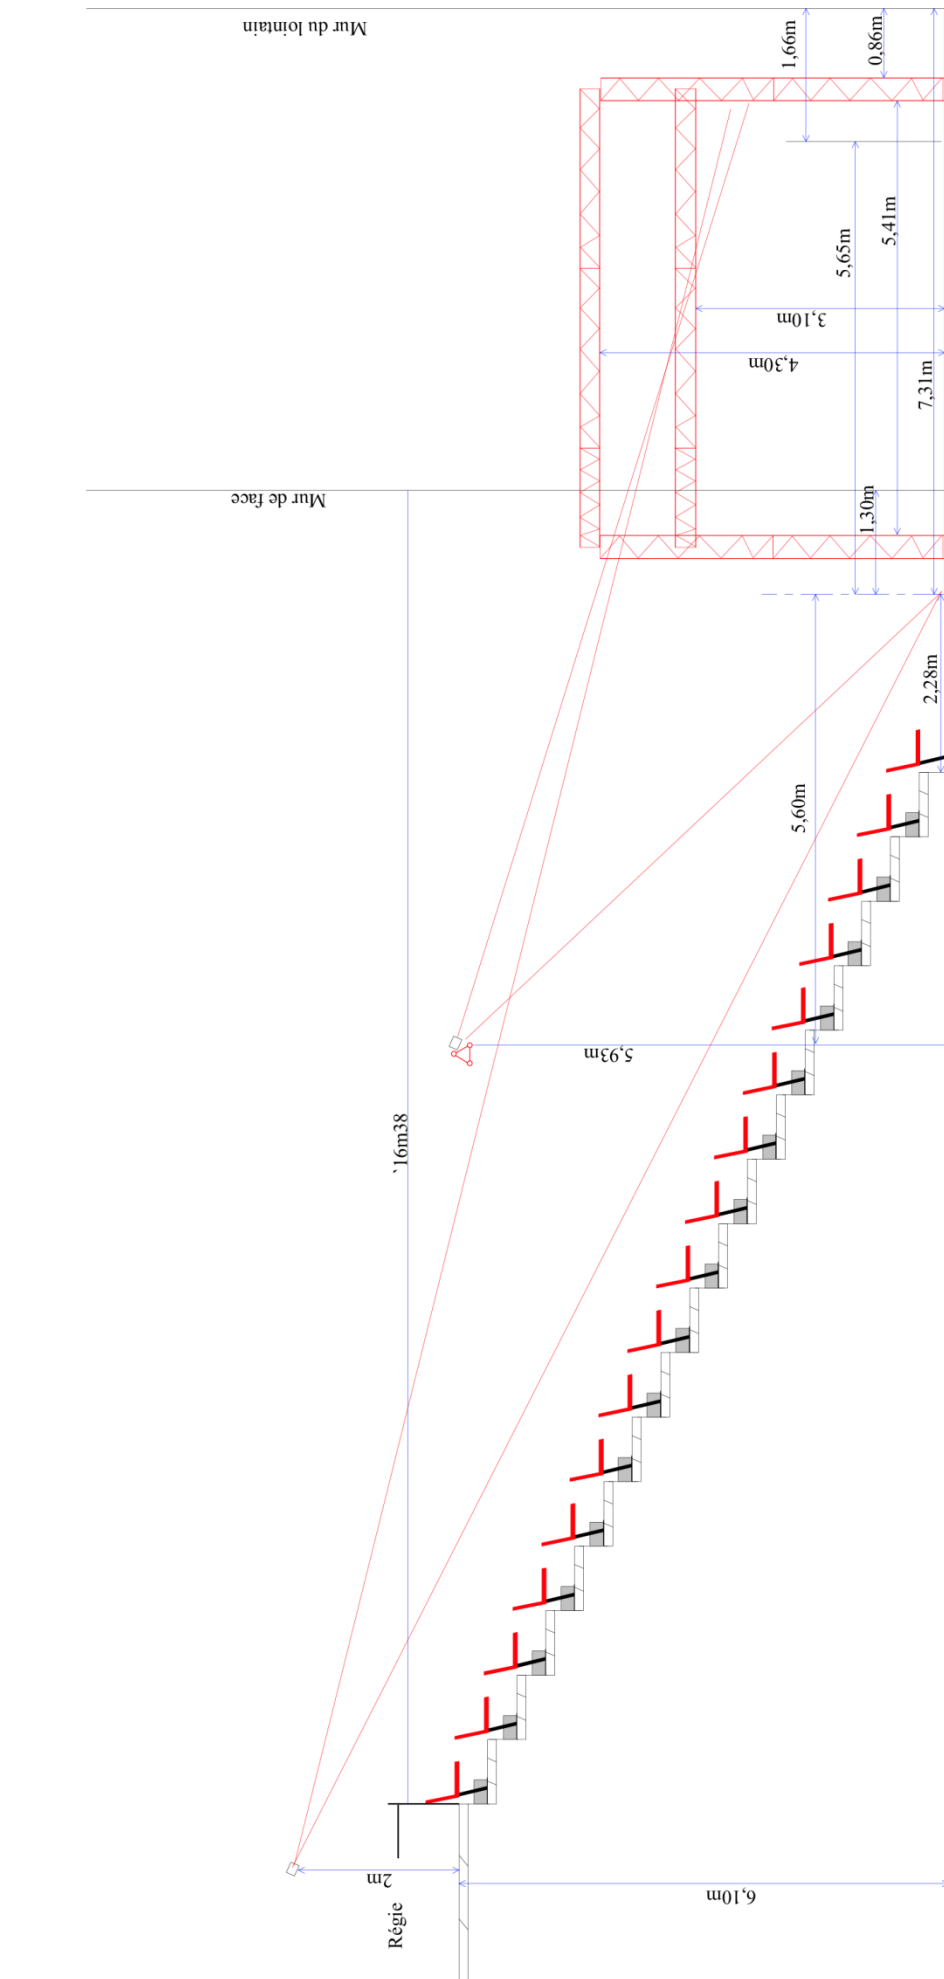 Mur du lointain
1,66m
0,86m
5,65m
5,41m
3,10m
4,30m
7,31m
Mur de face
1,30m
2,28m
5,60m
5,93m
`16m38
2m
6,10m
Régie